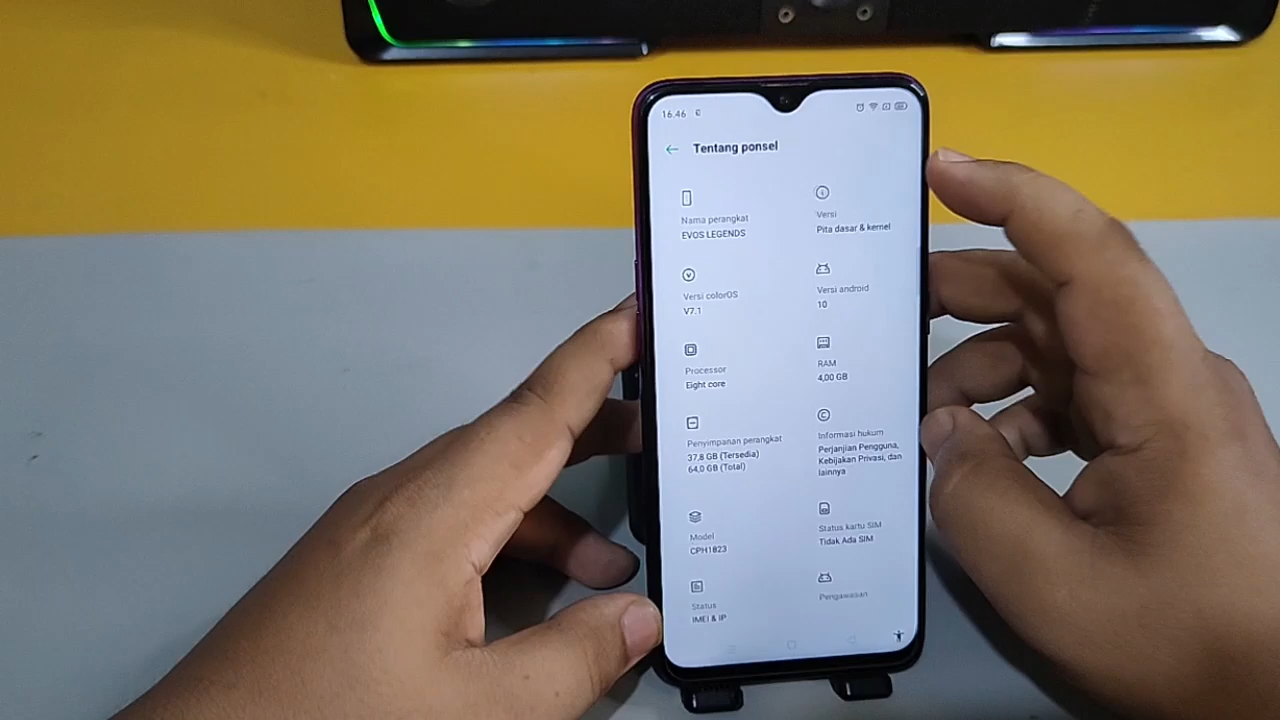 16.46
Tentang ponsel
Nama perangkat
EVOS LEGENDS
Versi
Pita dasar & kernel
Versi colorOS
V7.1
Versi android
10
Processor
Eight core
RAM
4,00 GB
Penyimpanan perangkat
37,8 GB (Tersedia)
64,0 GB (Total)
Informasi hukum
Perjanjian Pengguna,
Kebijakan Privasi, dan
lainnya
Model
CPH1823
Status kartu SIM
Tidak Ada SIM
Status
IMEI & IP
Pengawasan